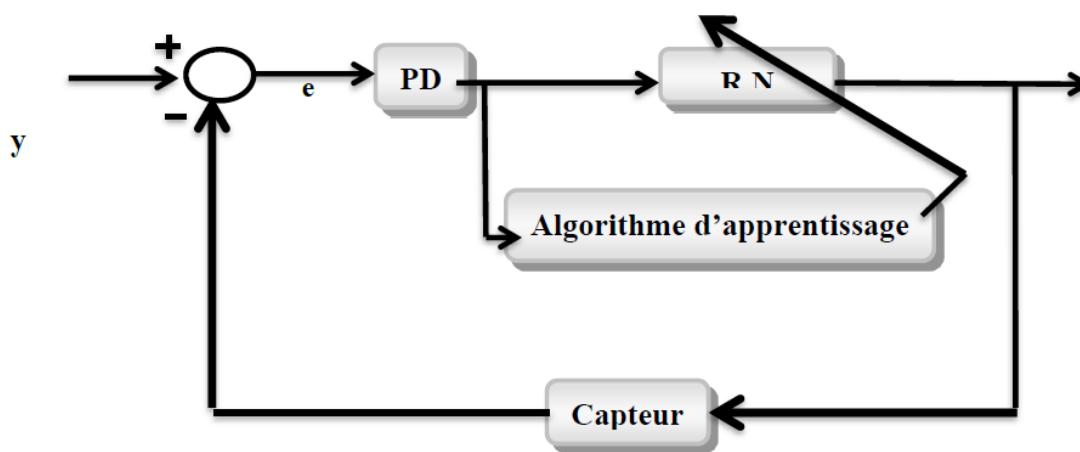 +
e
PD
R N
−
y
Algorithme d’apprentissage
Capteur